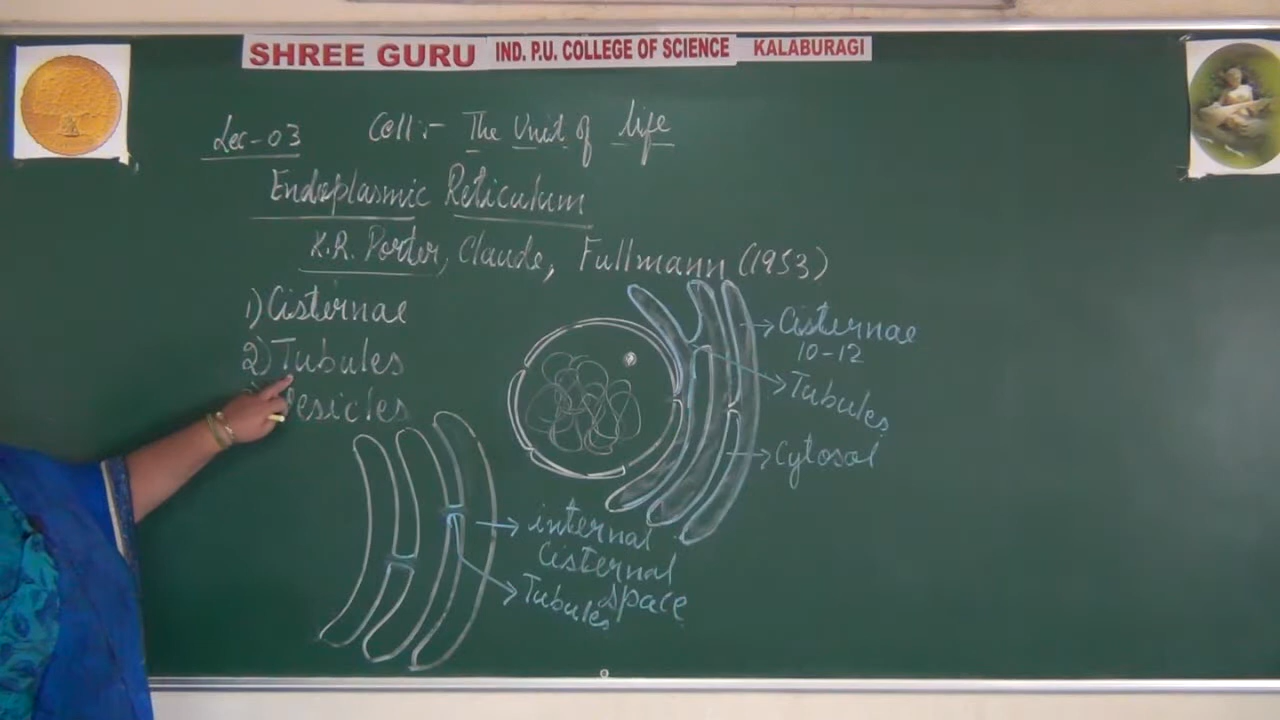 SHREE GURU IND. P.U. COLLEGE OF SCIENCE KALABURAGI
Lec-03 Cell:- The Unit of life
Endoplasmic Reticulum
K.R. Porter, Claude, Fullmann (1953)
1) Cisternae
2) Tubules
esicles
Cisternae
10-12
Tubules
Cytosol
internal
Cisternal
space
Tubules